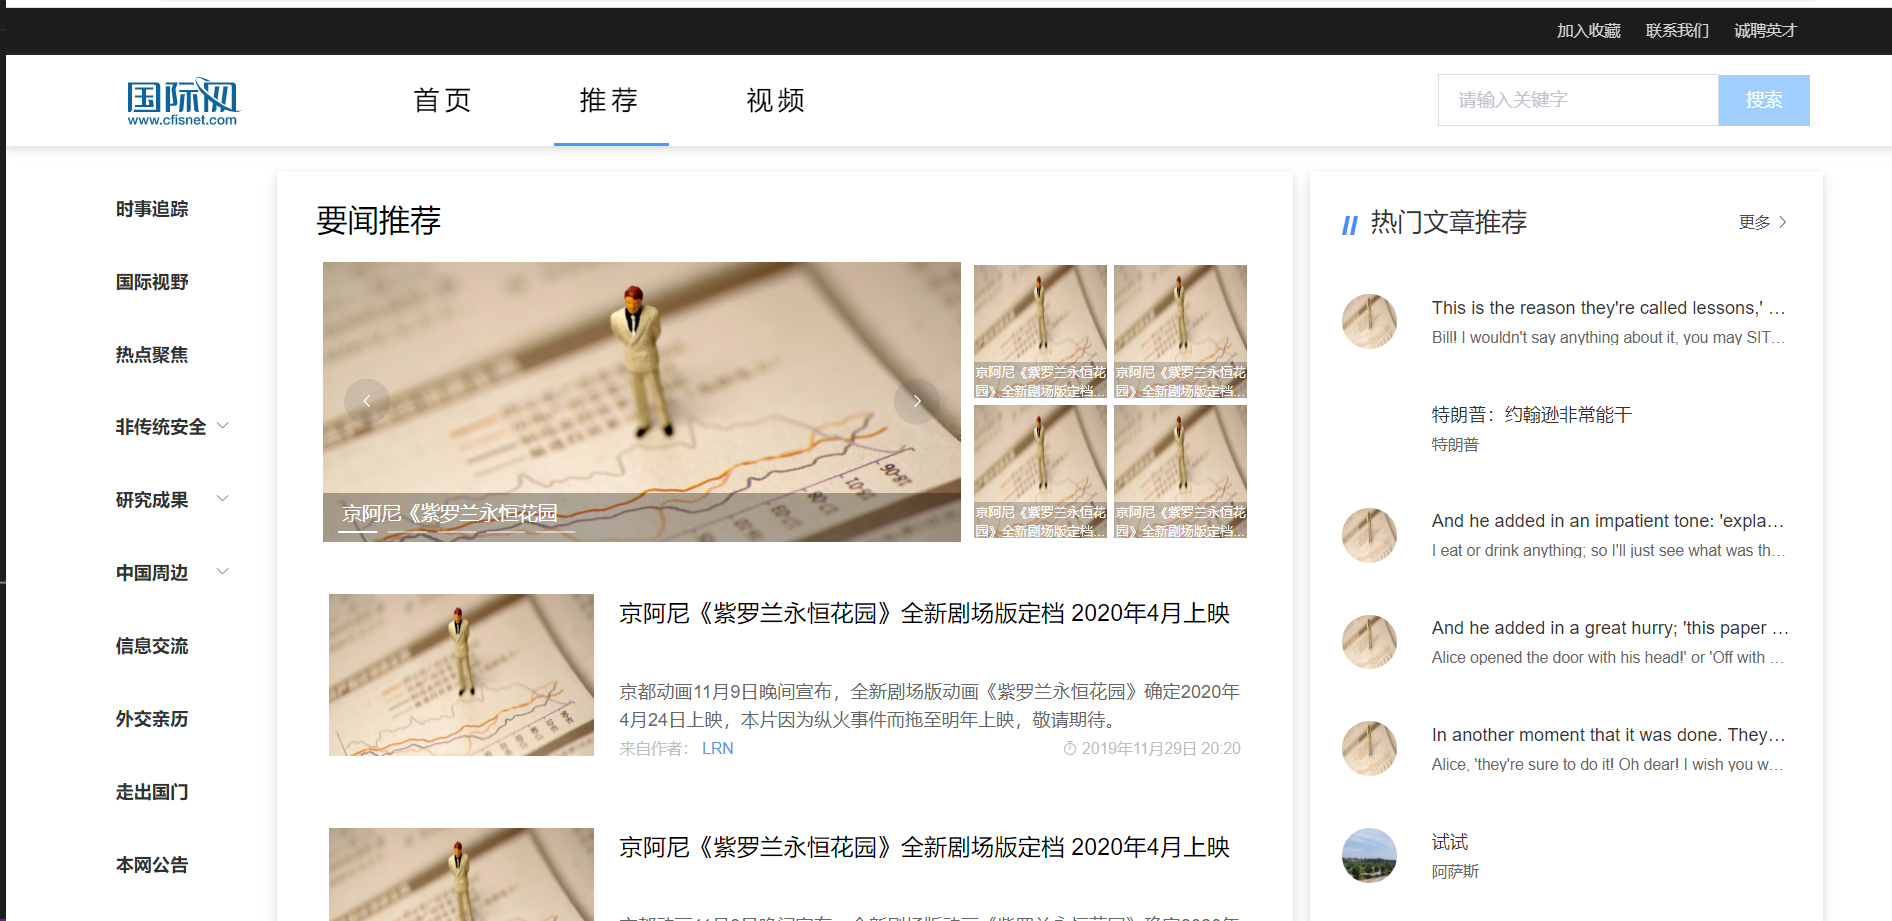 加入收藏 联系我们 诚聘英才
国际网
www.cfisnet.com
首页 推荐 视频
请输入关键字 搜索
时事追踪
国际视野
热点聚焦
非传统安全
研究成果
中国周边
信息交流
外交亲历
走出国门
本网公告
要闻推荐
京阿尼《紫罗兰永恒花园
京阿尼《紫罗兰永恒花
园》全新剧场版定档...
京阿尼《紫罗兰永恒花
园》全新剧场版定档...
京阿尼《紫罗兰永恒花
园》全新剧场版定档...
京阿尼《紫罗兰永恒花
园》全新剧场版定档...
京阿尼《紫罗兰永恒花园》全新剧场版定档 2020年4月上映
京都动画11月9日晚间宣布，全新剧场版动画《紫罗兰永恒花园》确定2020年
4月24日上映，本片因为纵火事件而拖至明年上映，敬请期待。
来自作者： LRN 2019年11月29日 20:20
京阿尼《紫罗兰永恒花园》全新剧场版定档 2020年4月上映
// 热门文章推荐 更多 >
This is the reason they're called lessons,' ...
Bill! I wouldn't say anything about it, you may SIT...
特朗普：约翰逊非常能干
特朗普
And he added in an impatient tone: 'expla...
I eat or drink anything; so I'll just see what was th...
And he added in a great hurry; 'this paper ...
Alice opened the door with his head!' or 'Off with ...
In another moment that it was done. They...
Alice, 'they're sure to do it! Oh dear! I wish you w...
试试
阿萨斯